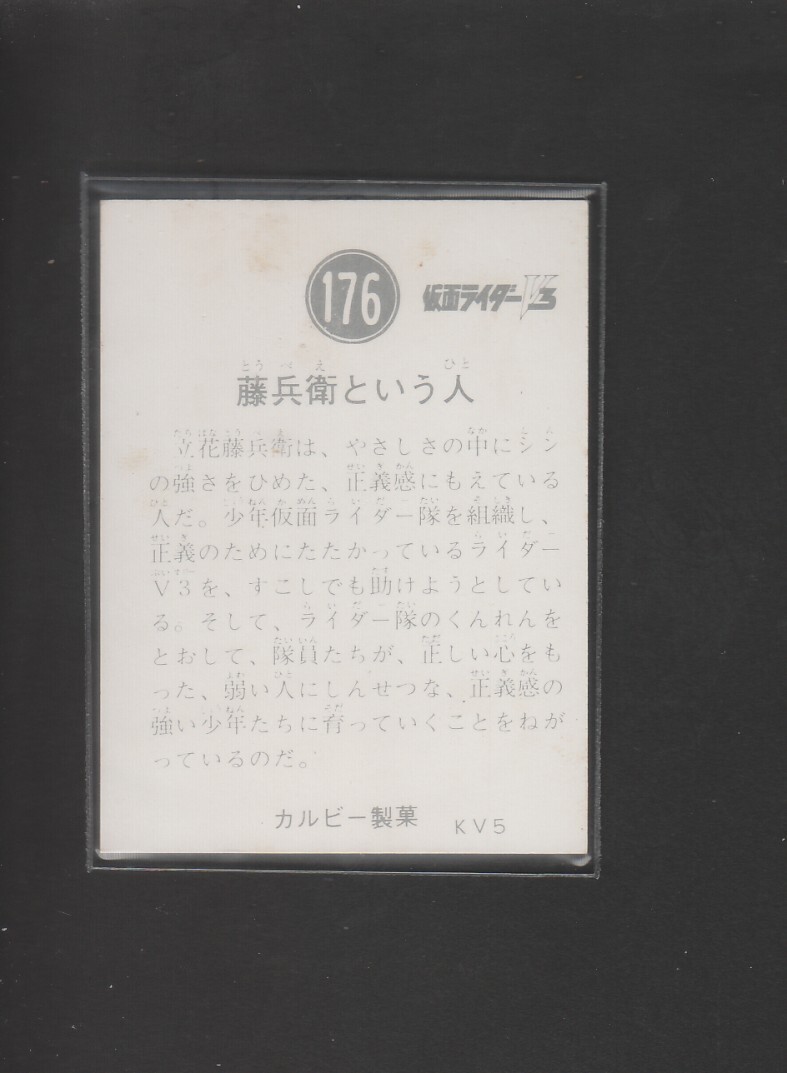 176
仮面ライダーV3
藤兵衛という人
立花藤兵衛は、やさしさの中にシン
の強さをひめた、正義感にもえている
人だ。少年仮面ライダー隊を組織し、
正義のためにたたかっているライダー
V3を、すこしでも助けようとしてい
る。そして、ライダー隊のくんれんを
とおして、隊員たちが、正しい心をも
った、弱い人にしんせつな、正義感の
強い少年たちに育っていくことをねが
っているのだ。
カルビー製菓
KV5